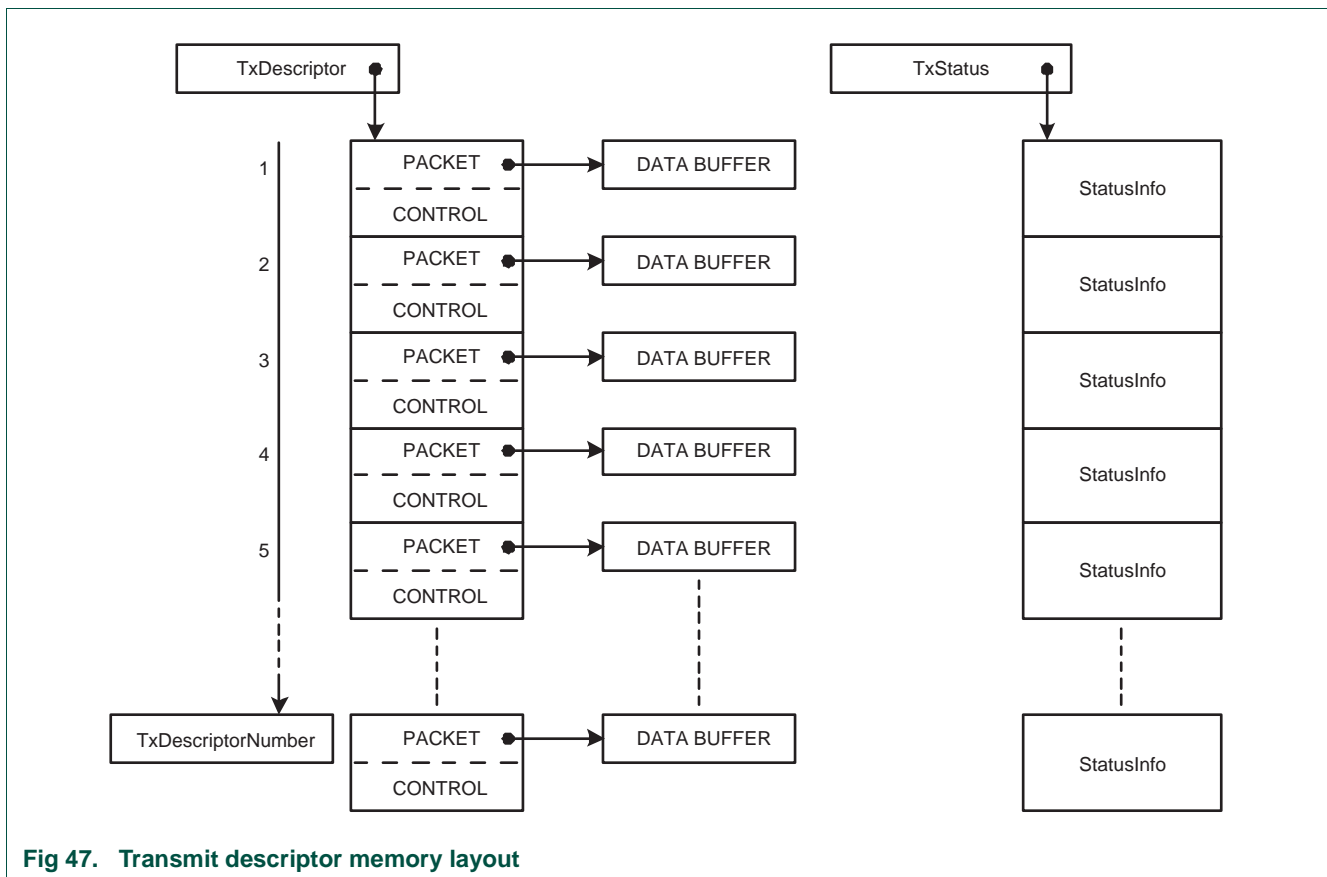 TxDescriptor
TxStatus
1
PACKET
DATA BUFFER
StatusInfo
CONTROL
2
PACKET
DATA BUFFER
StatusInfo
CONTROL
3
PACKET
DATA BUFFER
StatusInfo
CONTROL
4
PACKET
DATA BUFFER
StatusInfo
CONTROL
5
PACKET
DATA BUFFER
StatusInfo
CONTROL
TxDescriptorNumber
PACKET
DATA BUFFER
StatusInfo
CONTROL
Fig 47. Transmit descriptor memory layout